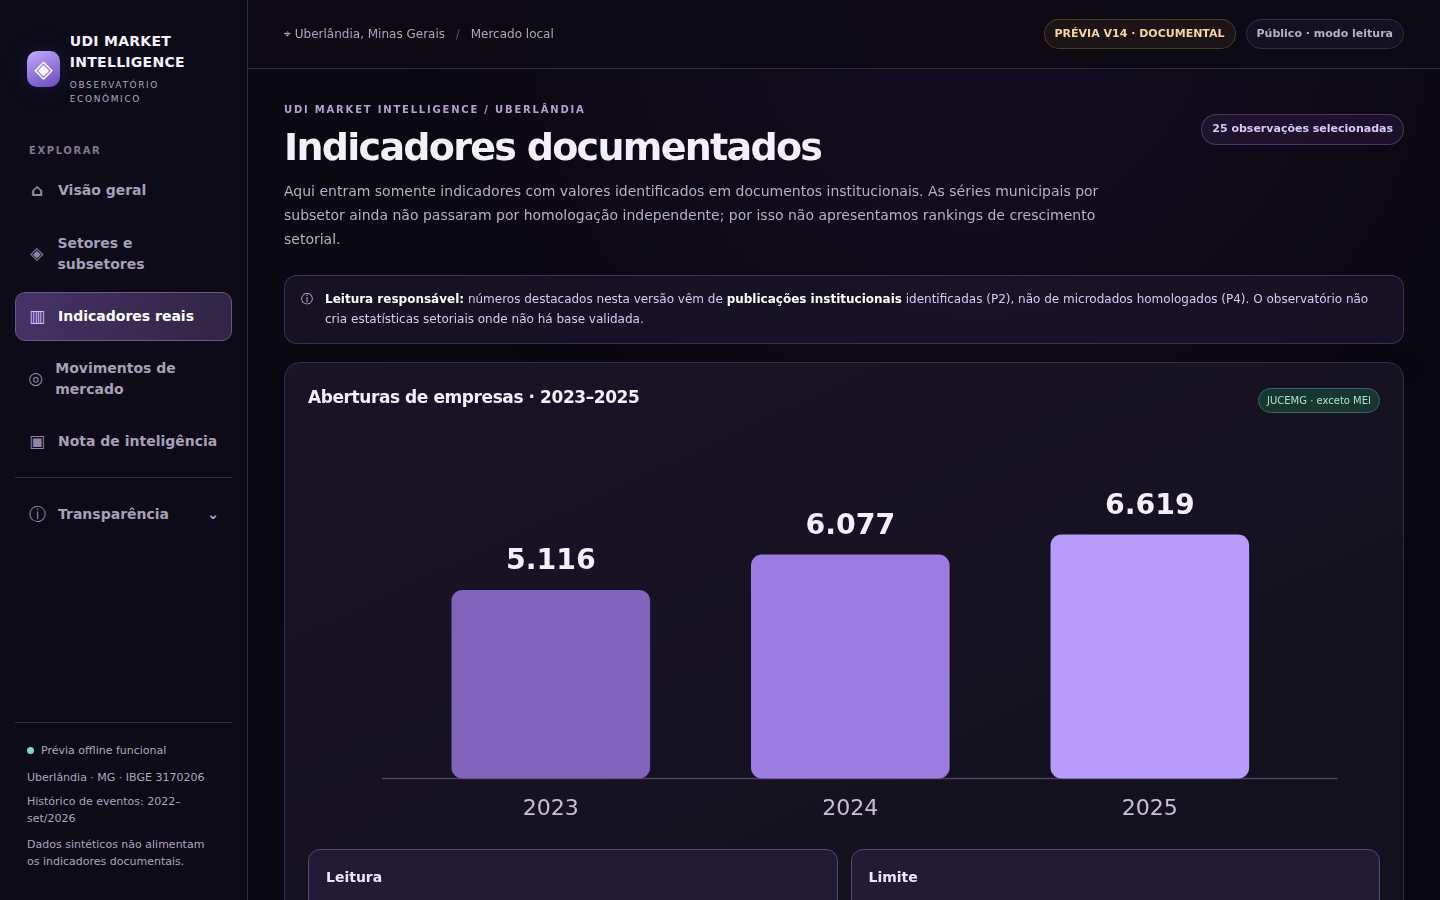 UDI MARKET
INTELLIGENCE
OBSERVATÓRIO
ECONÔMICO
EXPLORAR
Visão geral
Setores e
subsetores
Indicadores reais
Movimentos de
mercado
Nota de inteligência
Transparência
Prévia offline funcional
Uberlândia · MG · IBGE 3170206
Histórico de eventos: 2022–
set/2026
Dados sintéticos não alimentam
os indicadores documentais.
Uberlândia, Minas Gerais / Mercado local
PRÉVIA V14 · DOCUMENTAL
Público · modo leitura
UDI MARKET INTELLIGENCE / UBERLÂNDIA
Indicadores documentados
25 observações selecionadas
Aqui entram somente indicadores com valores identificados em documentos institucionais. As séries municipais por
subsetor ainda não passaram por homologação independente; por isso não apresentamos rankings de crescimento
setorial.
Leitura responsável: números destacados nesta versão vêm de publicações institucionais identificadas (P2), não de microdados homologados (P4). O observatório não
cria estatísticas setoriais onde não há base validada.
Aberturas de empresas · 2023–2025
JUCEMG · exceto MEI
5.116
6.077
6.619
2023
2024
2025
Leitura
Limite